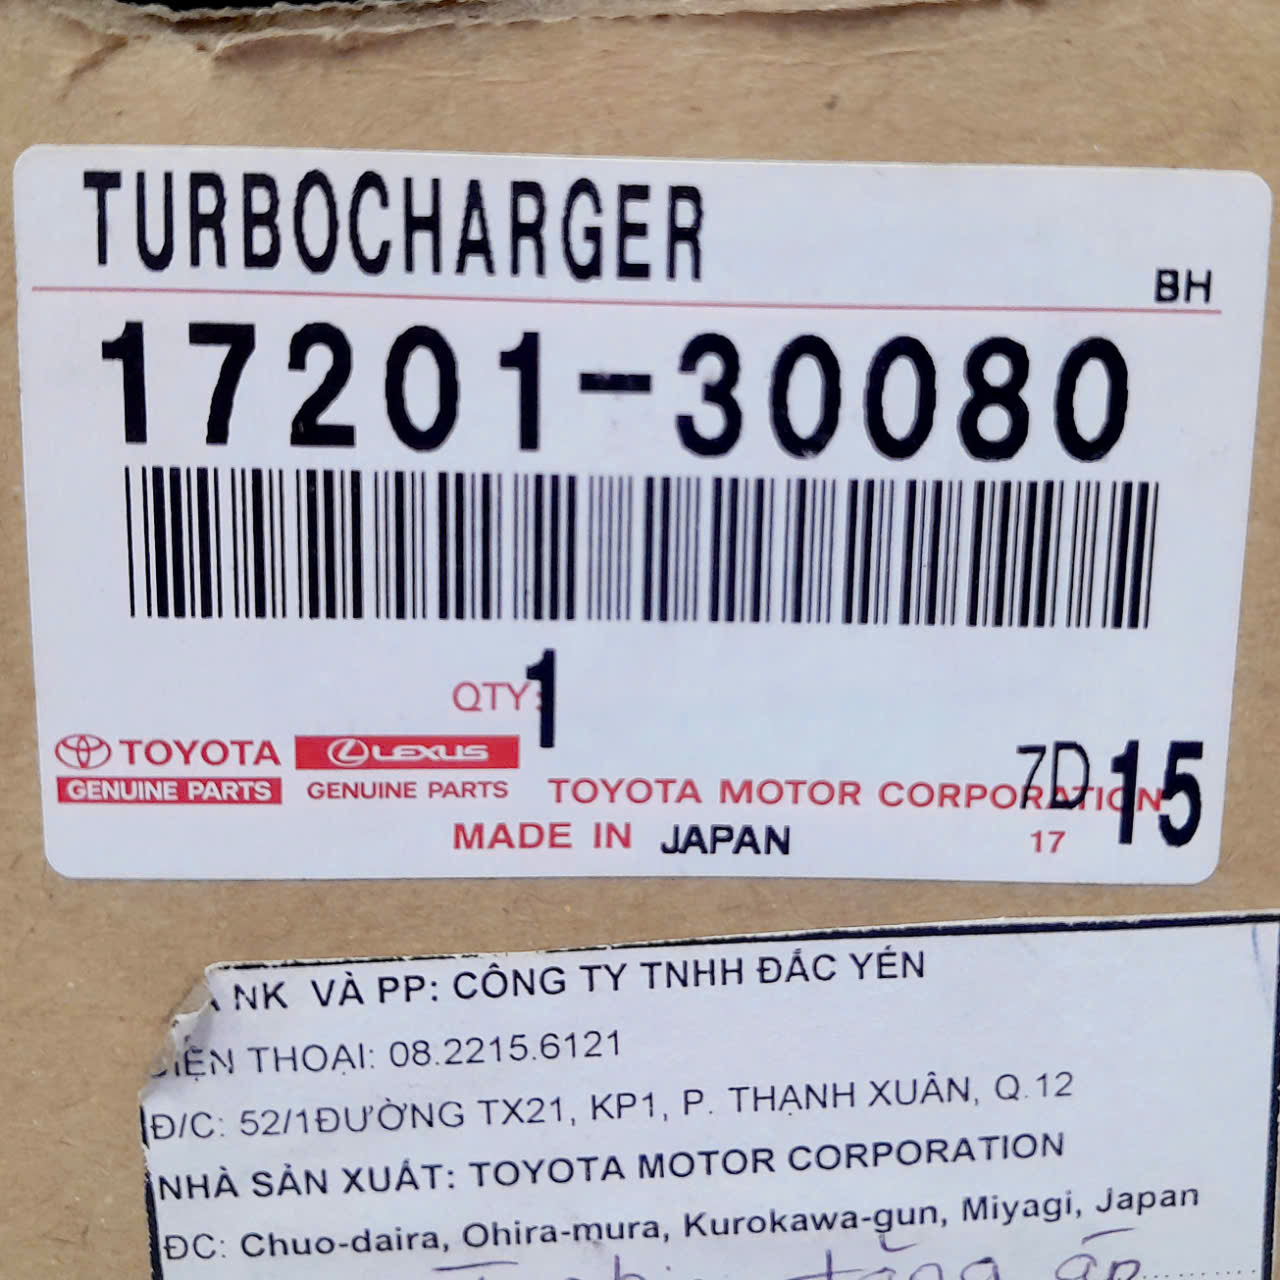 TURBOCHARGER
BH
17201-30080
QTY: 1
TOYOTA LEXUS
GENUINE PARTS GENUINE PARTS TOYOTA MOTOR CORPORATION 7D 15
MADE IN JAPAN 17
NK VÀ PP: CÔNG TY TNHH ĐẮC YÉN
THOẠI: 08.2215.6121
Đ/C: 52/1ĐƯỜNG TX21, KP1, P. THẠNH XUÂN, Q.12
NHÀ SẢN XUẤT: TOYOTA MOTOR CORPORATION
ĐC: Chuo-daira, Ohira-mura, Kurokawa-gun, Miyagi, Japan
tăng áp